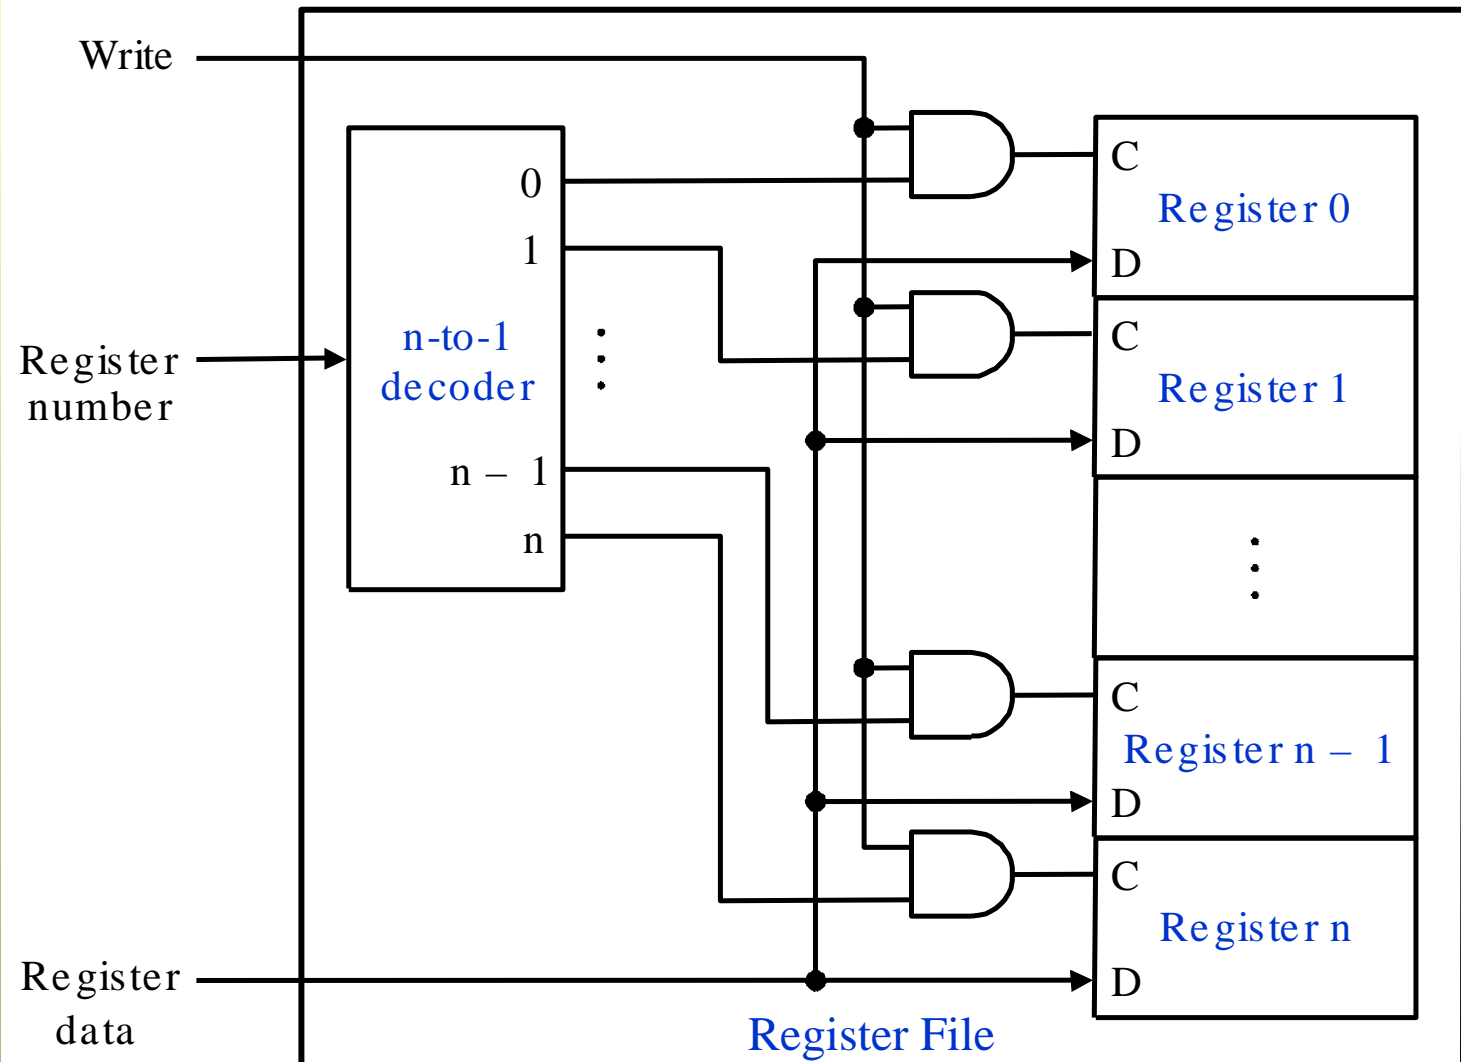 Write
0
C
Register 0
1
D
n-to-1
decoder
C
Register
number
Register 1
D
n – 1
n
C
Register n – 1
D
C
Register n
Register
data
D
Register File